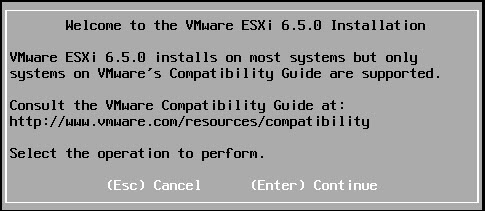 Welcome to the VMware ESXi 6.5.0 Installation
VMware ESXi 6.5.0 installs on most systems but only
systems on VMware's Compatibility Guide are supported.
Consult the VMware Compatibility Guide at:
http://www.vmware.com/resources/compatibility
Select the operation to perform.
(Esc) Cancel (Enter) Continue